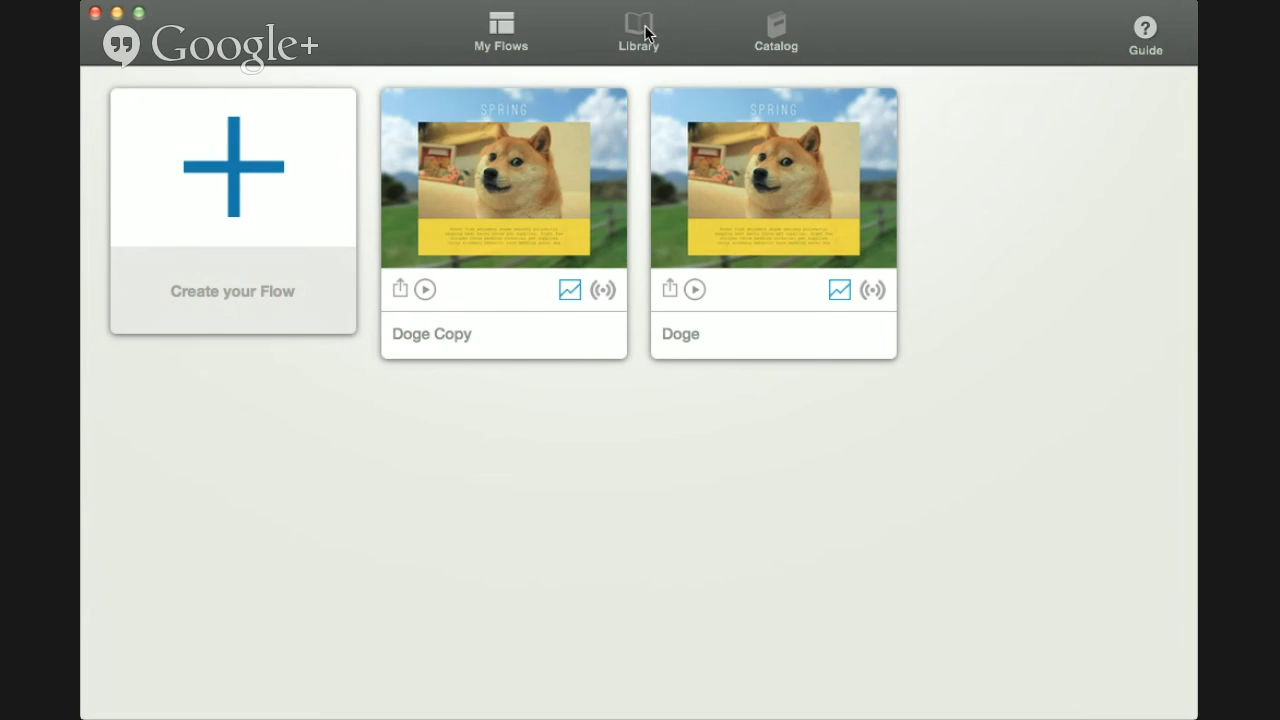 Google+
My Flows
Library
Catalog
Guide
SPRING
SPRING
Create your Flow
Doge Copy
Doge